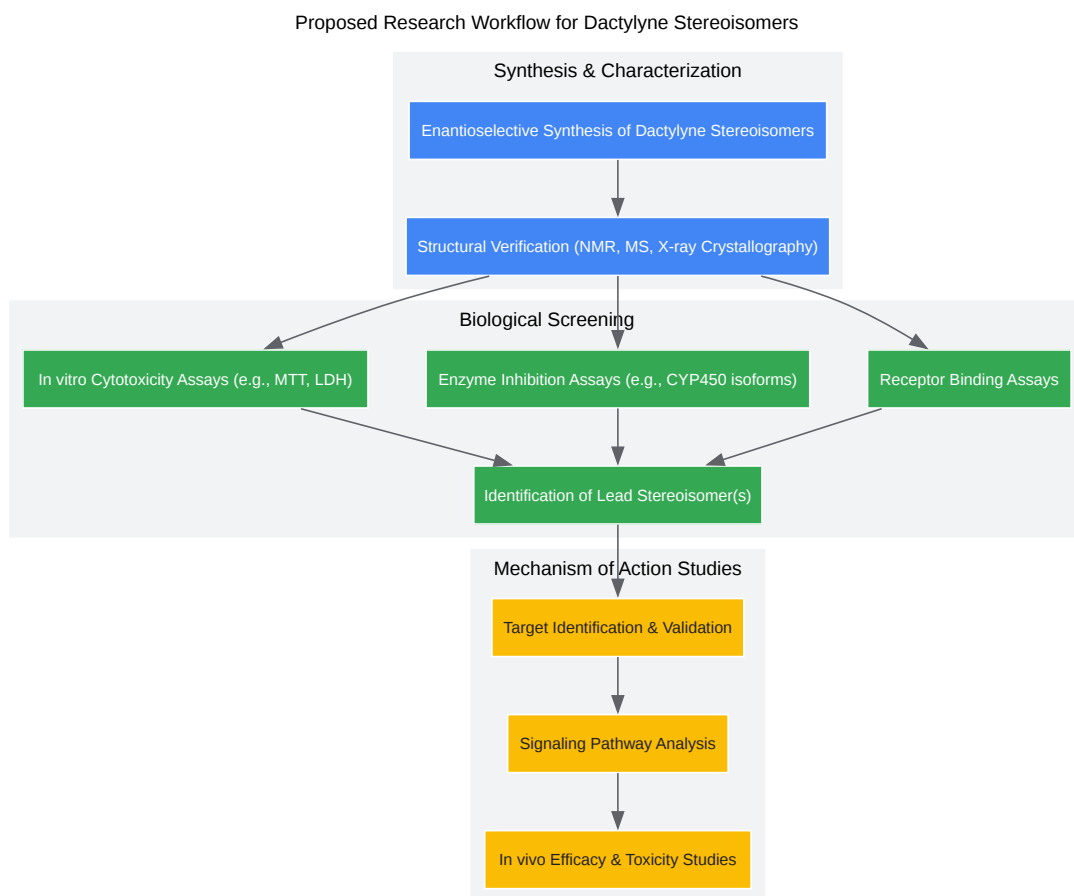 Proposed Research Workflow for Dactylyne Stereoisomers
Synthesis & Characterization
Enantioselective Synthesis of Dactylyne Stereoisomers
Structural Verification (NMR, MS, X-ray Crystallography)
Biological Screening
In vitro Cytotoxicity Assays (e.g., MTT, LDH)
Enzyme Inhibition Assays (e.g., CYP450 isoforms)
Receptor Binding Assays
Identification of Lead Stereoisomer(s)
Mechanism of Action Studies
Target Identification & Validation
Signaling Pathway Analysis
In vivo Efficacy & Toxicity Studies